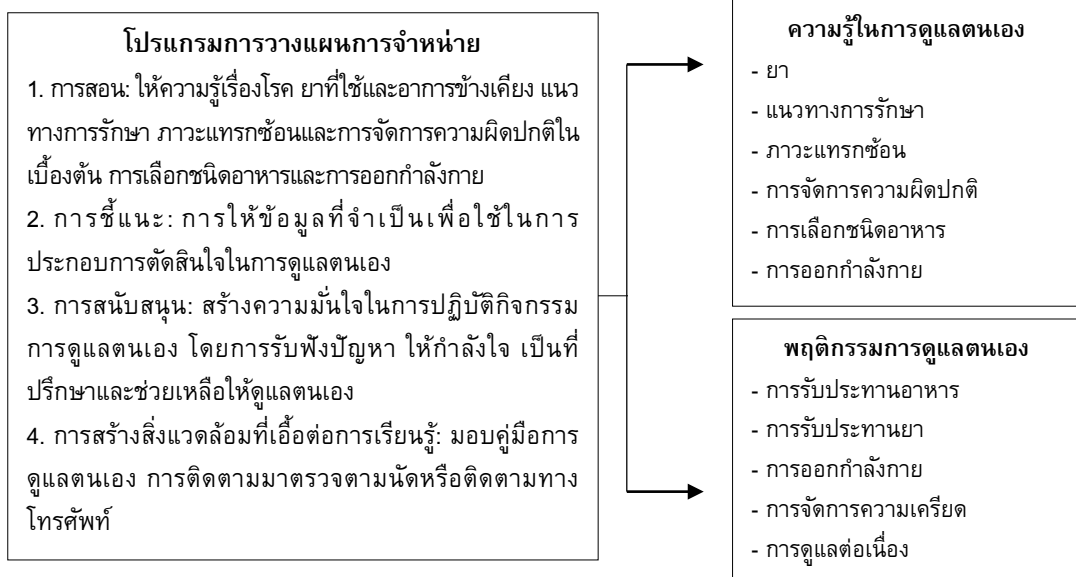 โปรแกรมการวางแผนการจำหน่าย
1. การสอน: ให้ความรู้เรื่องโรค ยาที่ใช้และอาการข้างเคียง แนว
ทางการรักษา ภาวะแทรกซ้อนและการจัดการความผิดปกติใน
เบื้องต้น การเลือกชนิดอาหารและการออกกำลังกาย
2. การชี้แนะ: การให้ข้อมูลที่จำเป็นเพื่อใช้ในการ
ประกอบการตัดสินใจในการดูแลตนเอง
3. การสนับสนุน: สร้างความมั่นใจในการปฏิบัติกิจกรรม
การดูแลตนเอง โดยการรับฟังปัญหา ให้กำลังใจ เป็นที่
ปรึกษาและช่วยเหลือให้ดูแลตนเอง
4. การสร้างสิ่งแวดล้อมที่เอื้อต่อการเรียนรู้: มอบคู่มือการ
ดูแลตนเอง การติดตามมาตรวจตามนัดหรือติดตามทาง
โทรศัพท์
ความรู้ในการดูแลตนเอง
- ยา
- แนวทางการรักษา
- ภาวะแทรกซ้อน
- การจัดการความผิดปกติ
- การเลือกชนิดอาหาร
- การออกกำลังกาย
พฤติกรรมการดูแลตนเอง
- การรับประทานอาหาร
- การรับประทานยา
- การออกกำลังกาย
- การจัดการความเครียด
- การดูแลต่อเนื่อง